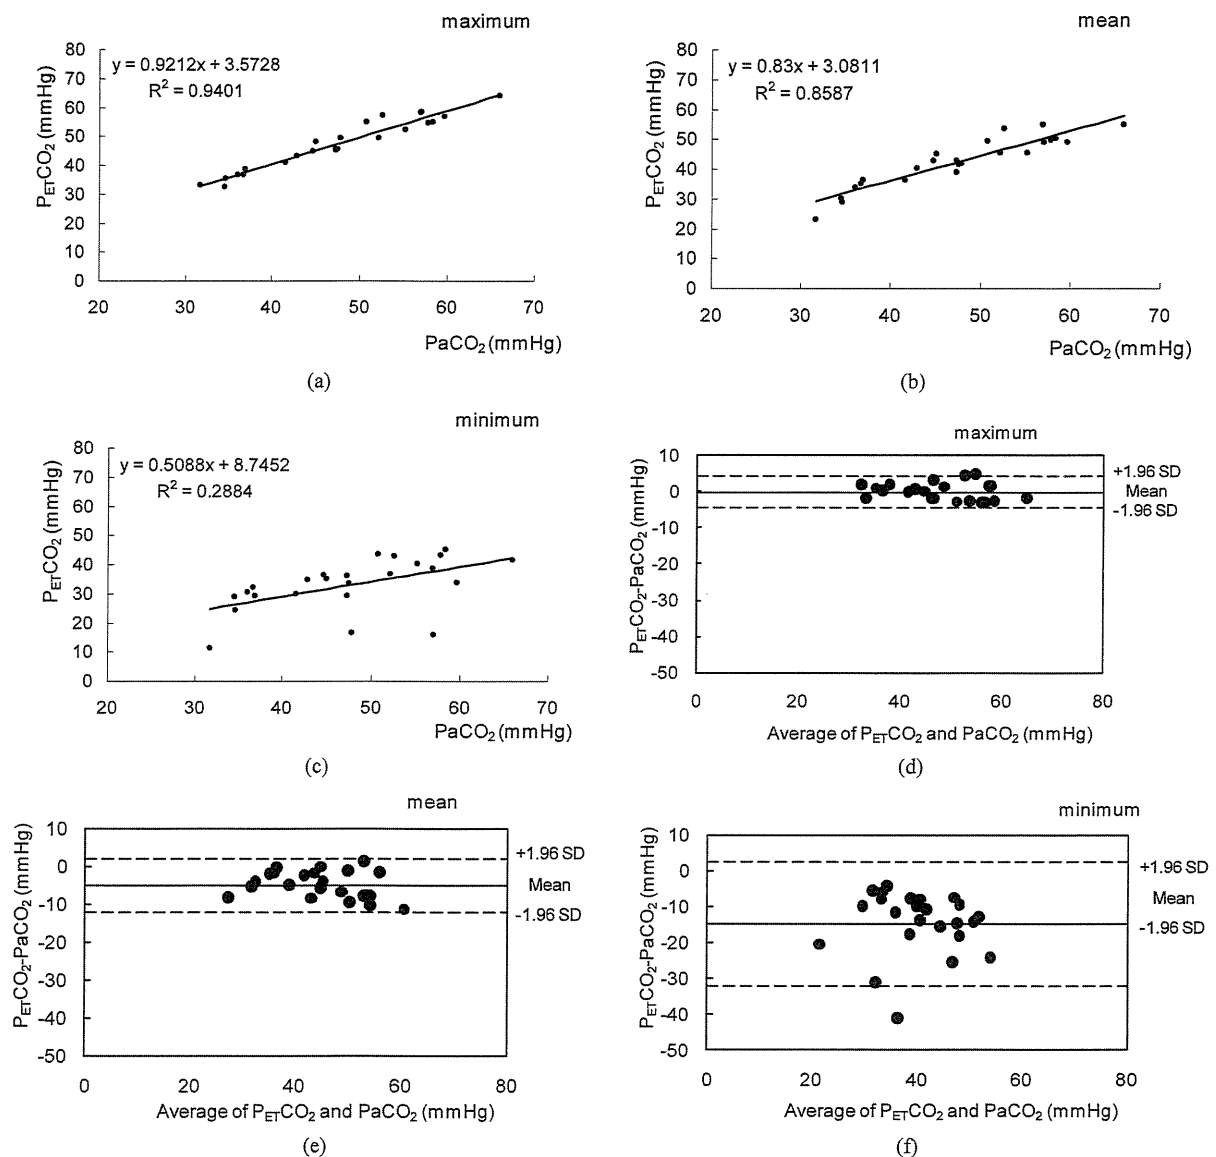 maximum
y = 0.9212x + 3.5728
R² = 0.9401
PETCO₂ (mmHg)
80
70
60
50
40
30
20
10
0
20 30 40 50 60 70
PaCO₂ (mmHg)
(a)
mean
y = 0.83x + 3.0811
R² = 0.8587
PETCO₂ (mmHg)
80
70
60
50
40
30
20
10
0
20 30 40 50 60 70
PaCO₂ (mmHg)
(b)
minimum
y = 0.5088x + 8.7452
R² = 0.2884
PETCO₂ (mmHg)
80
70
60
50
40
30
20
10
0
20 30 40 50 60 70
PaCO₂ (mmHg)
(c)
maximum
PETCO₂-PaCO₂ (mmHg)
10
0
-10
-20
-30
-40
-50
+1.96 SD
Mean
-1.96 SD
0 20 40 60 80
Average of PETCO₂ and PaCO₂ (mmHg)
(d)
mean
PETCO₂-PaCO₂ (mmHg)
10
0
-10
-20
-30
-40
-50
+1.96 SD
Mean
-1.96 SD
0 20 40 60 80
Average of PETCO₂ and PaCO₂ (mmHg)
(e)
minimum
PETCO₂-PaCO₂ (mmHg)
10
0
-10
-20
-30
-40
-50
+1.96 SD
Mean
-1.96 SD
0 20 40 60 80
Average of PETCO₂ and PaCO₂ (mmHg)
(f)